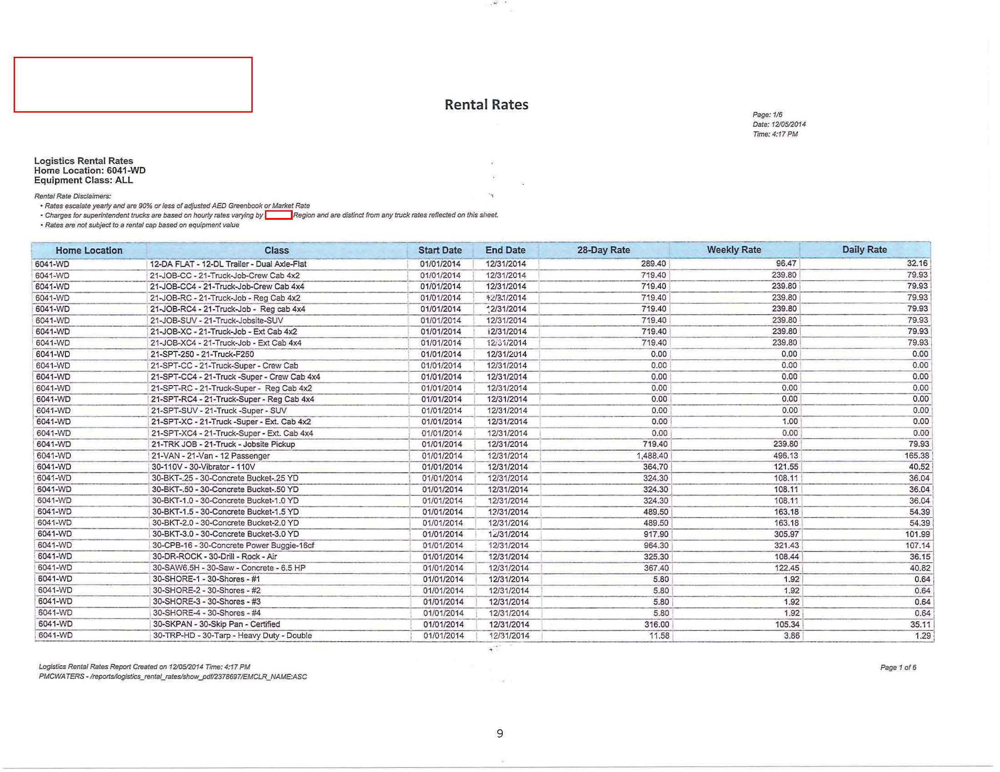 Rental Rates
Page: 1/6
Date: 12/05/2014
Time: 4:17 PM
Logistics Rental Rates
Home Location: 6041-WD
Equipment Class: ALL
Rental Rate Disclaimers:
• Rates escalate yearly and are 90% or less of adjusted AED Greenbook or Market Rate
• Charges for superintendent trucks are based on hourly rates varying by Region and are distinct from any truck rates reflected on this sheet.
• Rates are not subject to a rental cap based on equipment value
Home Location Class Start Date End Date 28-Day Rate Weekly Rate Daily Rate
6041-WD 12-DA FLAT - 12-DL Trailer - Dual Axle-Flat 01/01/2014 12/31/2014 289.40 96.47 32.16
6041-WD 21-JOB-CC - 21-Truck-Job-Crew Cab 4x2 01/01/2014 12/31/2014 719.40 239.80 79.93
6041-WD 21-JOB-CC4 - 21-Truck-Job-Crew Cab 4x4 01/01/2014 12/31/2014 719.40 239.80 79.93
6041-WD 21-JOB-RC - 21-Truck-Job - Reg Cab 4x2 01/01/2014 12/31/2014 719.40 239.80 79.93
6041-WD 21-JOB-RC4 - 21-Truck-Job - Reg cab 4x4 01/01/2014 12/31/2014 719.40 239.80 79.93
6041-WD 21-JOB-SUV - 21-Truck-Jobsite-SUV 01/01/2014 12/31/2014 719.40 239.80 79.93
6041-WD 21-JOB-XC - 21-Truck-Job - Ext Cab 4x2 01/01/2014 12/31/2014 719.40 239.80 79.93
6041-WD 21-JOB-XC4 - 21-Truck-Job - Ext Cab 4x4 01/01/2014 12/31/2014 719.40 239.80 79.93
6041-WD 21-SPT-250 - 21-Truck-F250 01/01/2014 12/31/2014 0.00 0.00 0.00
6041-WD 21-SPT-CC - 21-Truck-Super - Crew Cab 01/01/2014 12/31/2014 0.00 0.00 0.00
6041-WD 21-SPT-CC4 - 21-Truck -Super - Crew Cab 4x4 01/01/2014 12/31/2014 0.00 0.00 0.00
6041-WD 21-SPT-RC - 21-Truck-Super - Reg Cab 4x2 01/01/2014 12/31/2014 0.00 0.00 0.00
6041-WD 21-SPT-RC4 - 21-Truck-Super - Reg Cab 4x4 01/01/2014 12/31/2014 0.00 0.00 0.00
6041-WD 21-SPT-SUV - 21-Truck -Super - SUV 01/01/2014 12/31/2014 0.00 0.00 0.00
6041-WD 21-SPT-XC - 21-Truck -Super - Ext. Cab 4x2 01/01/2014 12/31/2014 0.00 1.00 0.00
6041-WD 21-SPT-XC4 - 21-Truck-Super - Ext. Cab 4x4 01/01/2014 12/31/2014 0.00 0.00 0.00
6041-WD 21-TRK JOB - 21-Truck - Jobsite Pickup 01/01/2014 12/31/2014 719.40 239.80 79.93
6041-WD 21-VAN - 21-Van - 12 Passenger 01/01/2014 12/31/2014 1,488.40 496.13 165.38
6041-WD 30-110V - 30-Vibrator - 110V 01/01/2014 12/31/2014 364.70 121.55 40.52
6041-WD 30-BKT-.25 - 30-Concrete Bucket-.25 YD 01/01/2014 12/31/2014 324.30 108.11 36.04
6041-WD 30-BKT-.50 - 30-Concrete Bucket-.50 YD 01/01/2014 12/31/2014 324.30 108.11 36.04
6041-WD 30-BKT-1.0 - 30-Concrete Bucket-1.0 YD 01/01/2014 12/31/2014 324.30 108.11 36.04
6041-WD 30-BKT-1.5 - 30-Concrete Bucket-1.5 YD 01/01/2014 12/31/2014 489.50 163.18 54.39
6041-WD 30-BKT-2.0 - 30-Concrete Bucket-2.0 YD 01/01/2014 12/31/2014 489.50 163.18 54.39
6041-WD 30-BKT-3.0 - 30-Concrete Bucket-3.0 YD 01/01/2014 12/31/2014 917.90 305.97 101.99
6041-WD 30-CPB-16 - 30-Concrete Power Buggie-16cf 01/01/2014 12/31/2014 964.30 321.43 107.14
6041-WD 30-DR-ROCK - 30-Drill - Rock - Air 01/01/2014 12/31/2014 325.30 108.44 36.15
6041-WD 30-SAW6.5H - 30-Saw - Concrete - 6.5 HP 01/01/2014 12/31/2014 367.40 122.45 40.82
6041-WD 30-SHORE-1 - 30-Shores - #1 01/01/2014 12/31/2014 5.80 1.92 0.64
6041-WD 30-SHORE-2 - 30-Shores - #2 01/01/2014 12/31/2014 5.80 1.92 0.64
6041-WD 30-SHORE-3 - 30-Shores - #3 01/01/2014 12/31/2014 5.80 1.92 0.64
6041-WD 30-SHORE-4 - 30-Shores - #4 01/01/2014 12/31/2014 5.80 1.92 0.64
6041-WD 30-SKPAN - 30-Skip Pan - Certified 01/01/2014 12/31/2014 316.00 105.34 35.11
6041-WD 30-TRP-HD - 30-Tarp - Heavy Duty - Double 01/01/2014 12/31/2014 11.58 3.86 1.29
Logistics Rental Rates Report Created on 12/05/2014 Time: 4:17 PM
Page 1 of 6
PMCWATERS - /reports/logistics_rental_rates/show_pdf/2378697/EMCLR_NAME:ASC
9